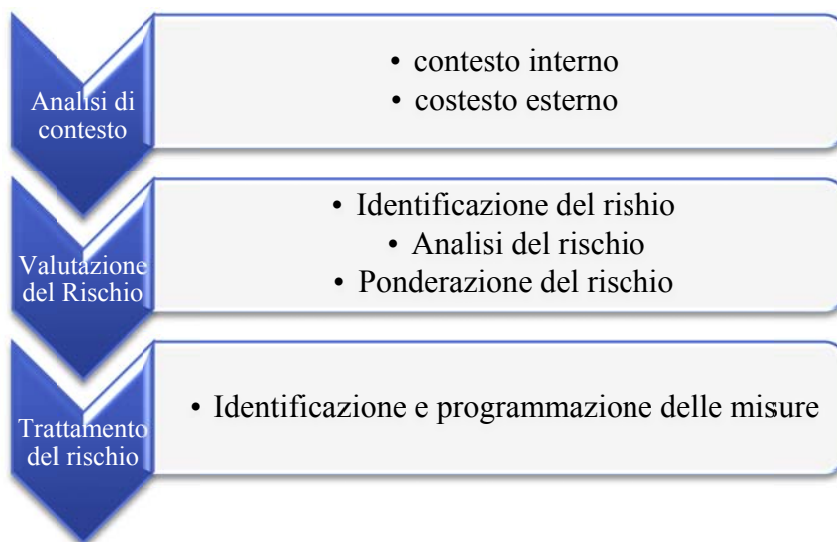 Analisi di
contesto
• contesto interno
• costesto esterno
Valutazione
del Rischio
• Identificazione del rishio
• Analisi del rischio
• Ponderazione del rischio
Trattamento
del rischio
• Identificazione e programmazione delle misure